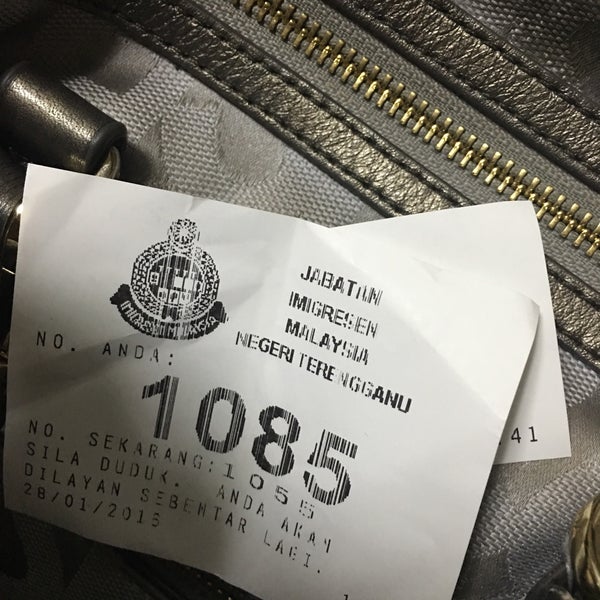 JABATAN
IMIGRESEN
MALAYSIA
NEGERI TERENGGANU
NO. ANDA:
1085
NO. SEKARANG:1055
SILA DUDUK. ANDA AKAN
DILAYAN SEBENTAR LAGI.
28/01/2016
41